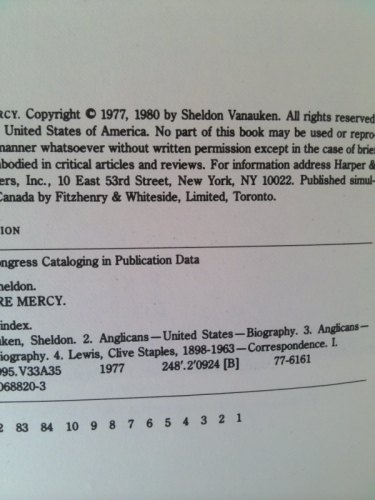 RCY. Copyright © 1977, 1980 by Sheldon Vanauken. All rights reserved
United States of America. No part of this book may be used or repro-
manner whatsoever without written permission except in the case of brief
mbodied in critical articles and reviews. For information address Harper &
ers, Inc., 10 East 53rd Street, New York, NY 10022. Published simul-
Canada by Fitzhenry & Whiteside, Limited, Toronto.
ION
ongress Cataloging in Publication Data
heldon.
RE MERCY.
index.
uken, Sheldon. 2. Anglicans—United States—Biography. 3. Anglicans—
iography. 4. Lewis, Clive Staples, 1898-1963—Correspondence. I.
995.V33A35 1977 248'.2'0924 [B] 77-6161
068820-3
2 83 84 10 9 8 7 6 5 4 3 2 1